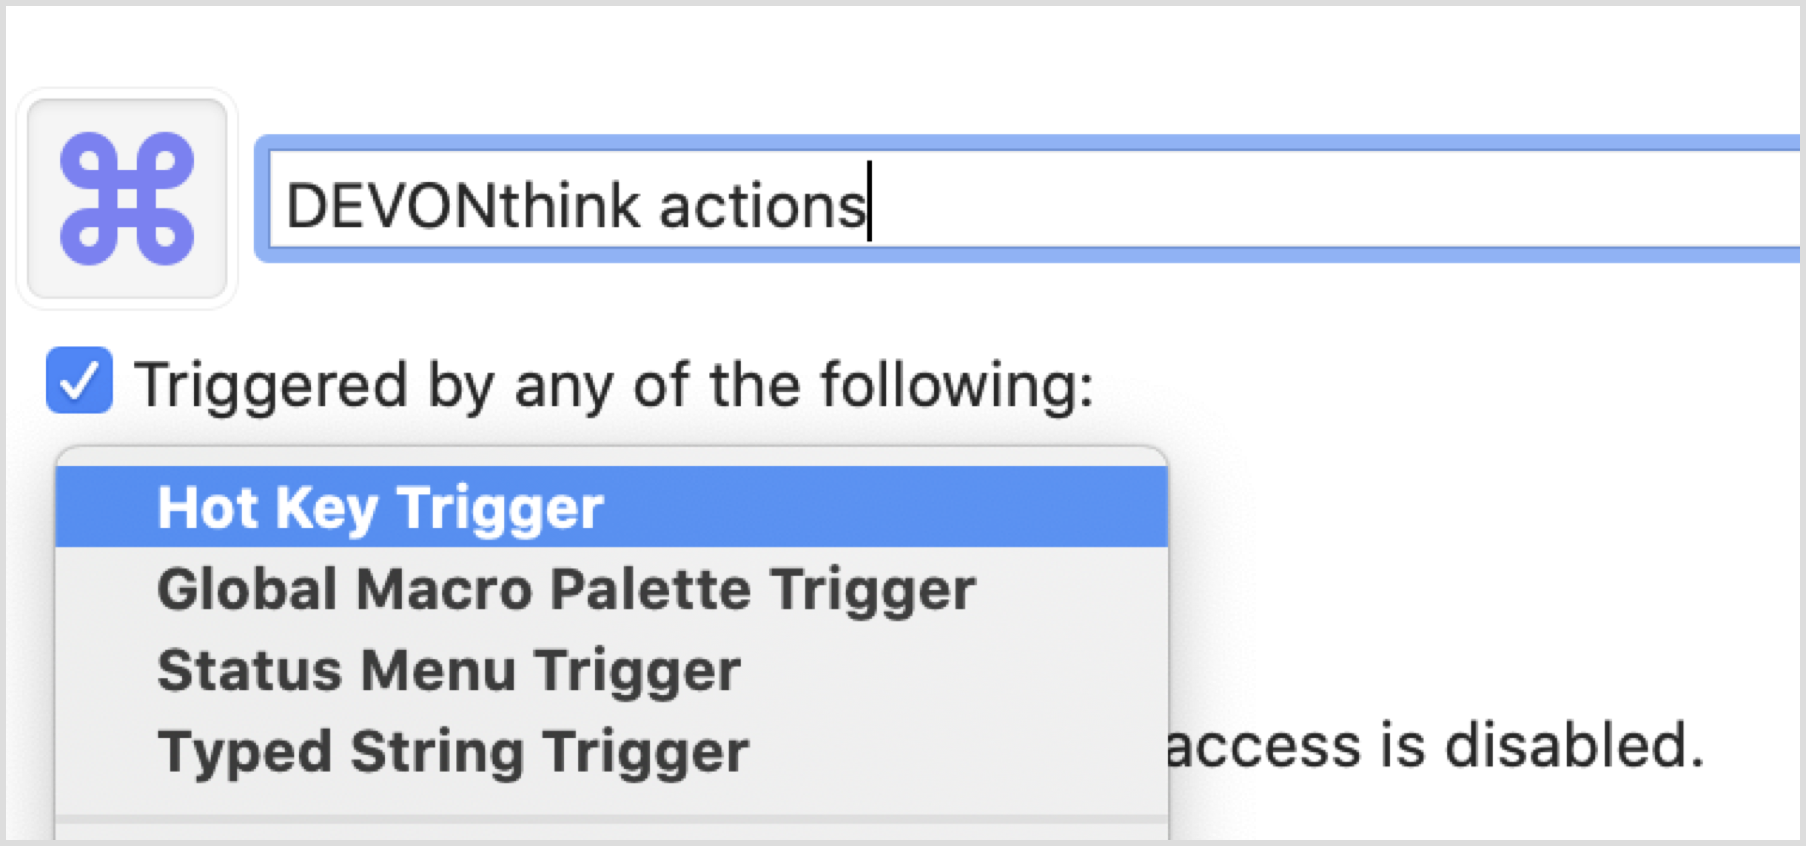 DEVONthink actions
Triggered by any of the following:
Hot Key Trigger
Global Macro Palette Trigger
Status Menu Trigger
Typed String Trigger
access is disabled.